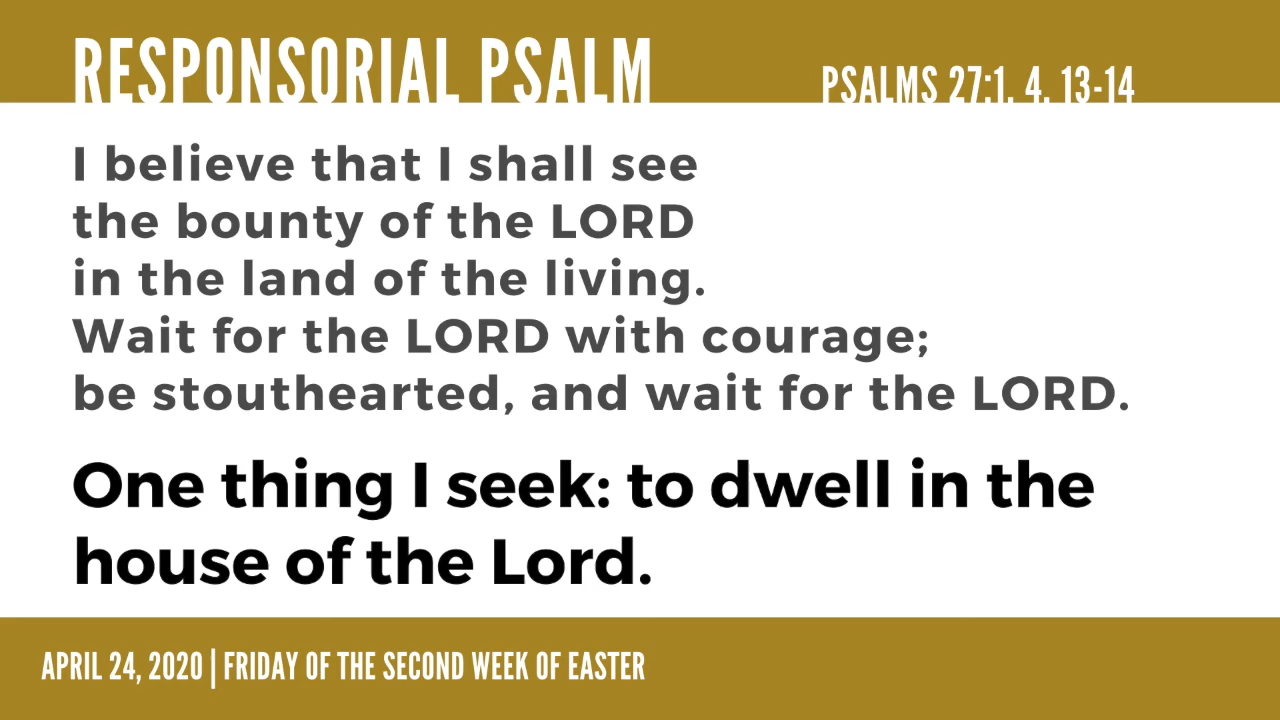 RESPONSORIAL PSALM
PSALMS 27:1, 4, 13-14
I believe that I shall see
the bounty of the LORD
in the land of the living.
Wait for the LORD with courage;
be stouthearted, and wait for the LORD.
One thing I seek: to dwell in the
house of the Lord.
APRIL 24, 2020 | FRIDAY OF THE SECOND WEEK OF EASTER